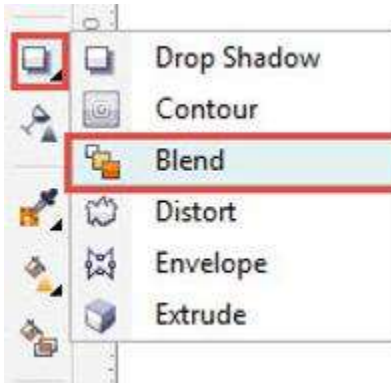 Drop Shadow
Contour
Blend
Distort
Envelope
Extrude